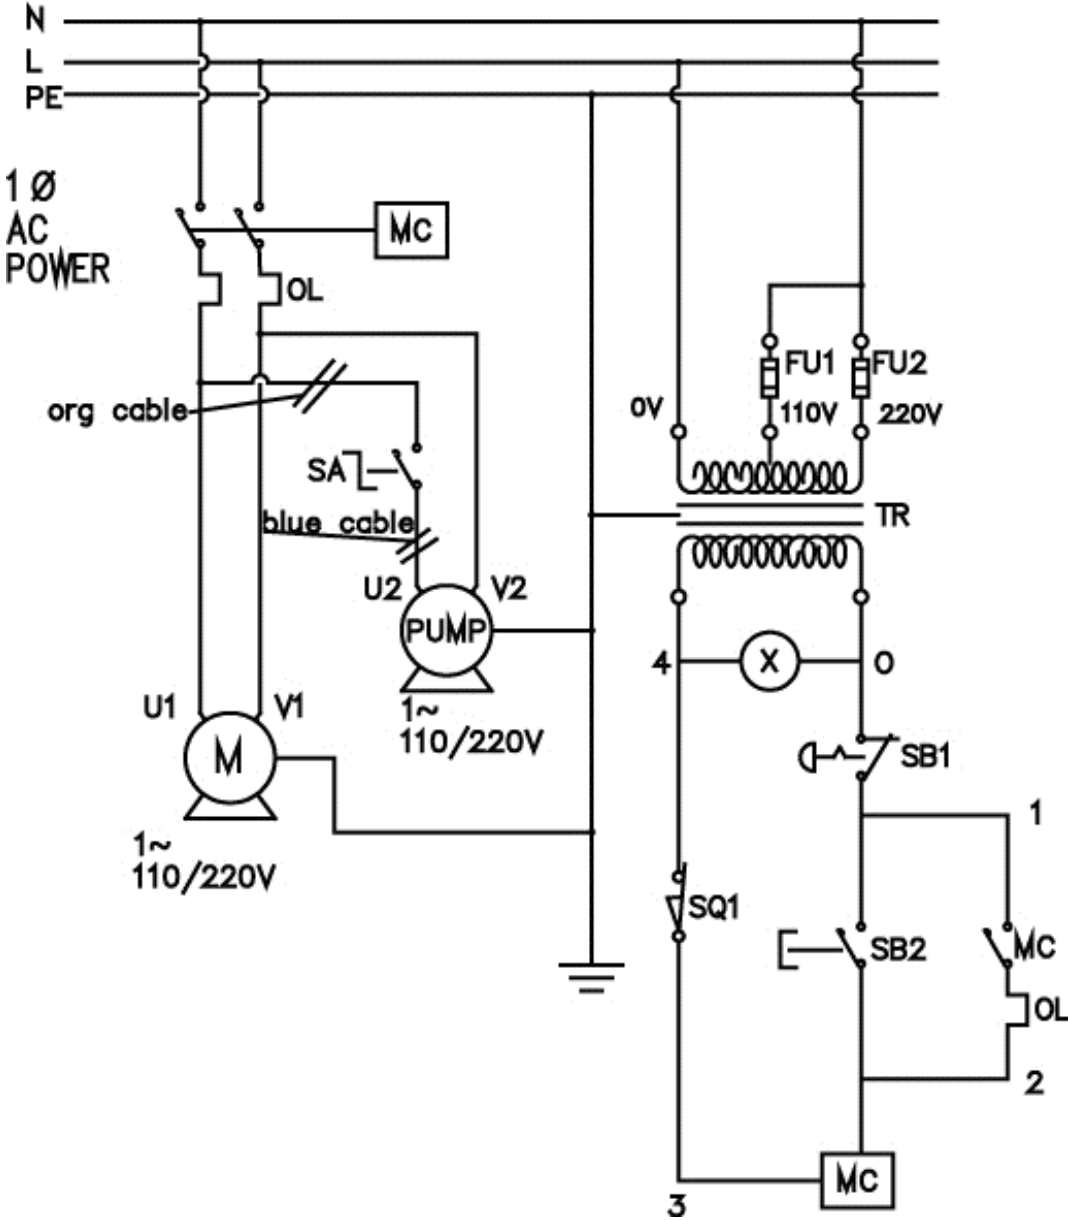 N
L
PE
1 Ø
AC
POWER
MC
OL
org cable
SA
blue cable
U2
V2
PUMP
1~
110/220V
U1
V1
M
1~
110/220V
0V
FU1
FU2
110V
220V
TR
4
X
0
SB1
1
SQ1
SB2
MC
OL
2
MC
3